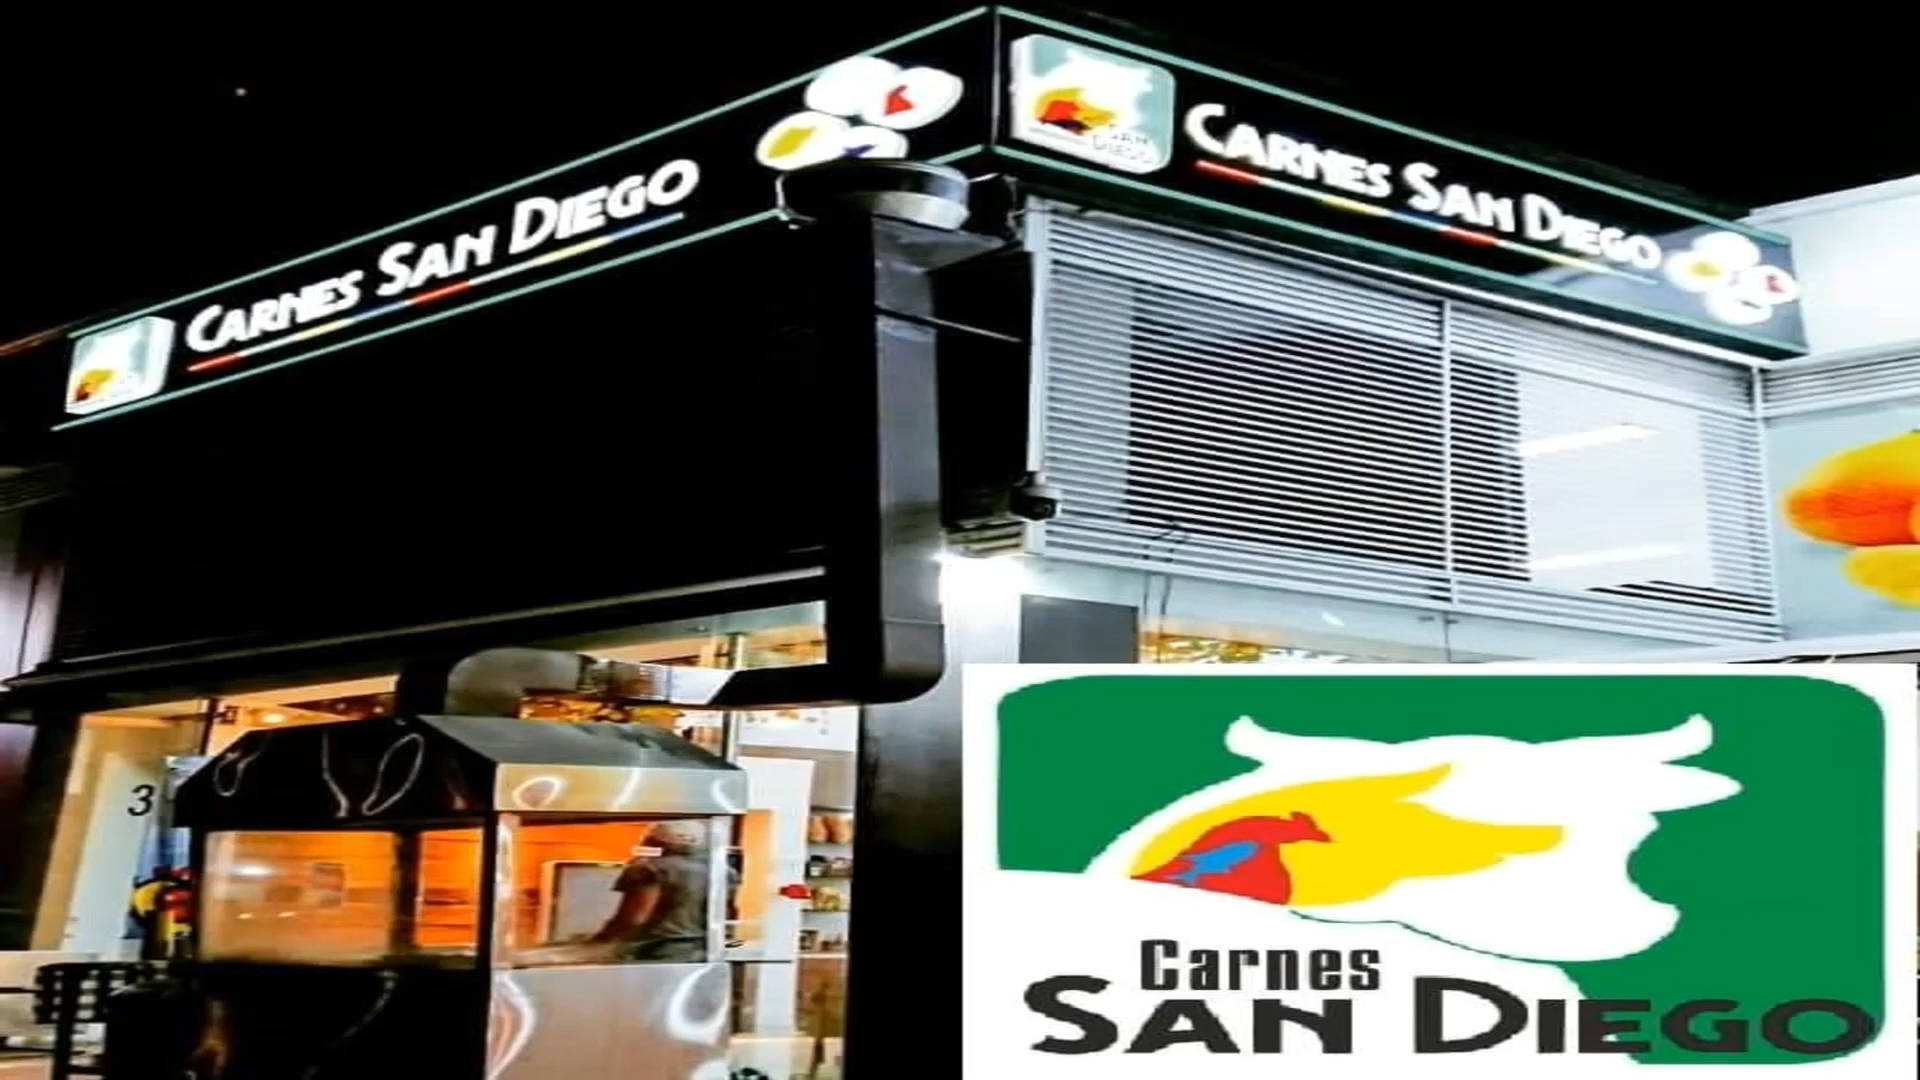 CARNES SAN DIEGO
SAN
DIEGO
CARNES SAN DIEGO
3
Carnes
SAN DIEGO